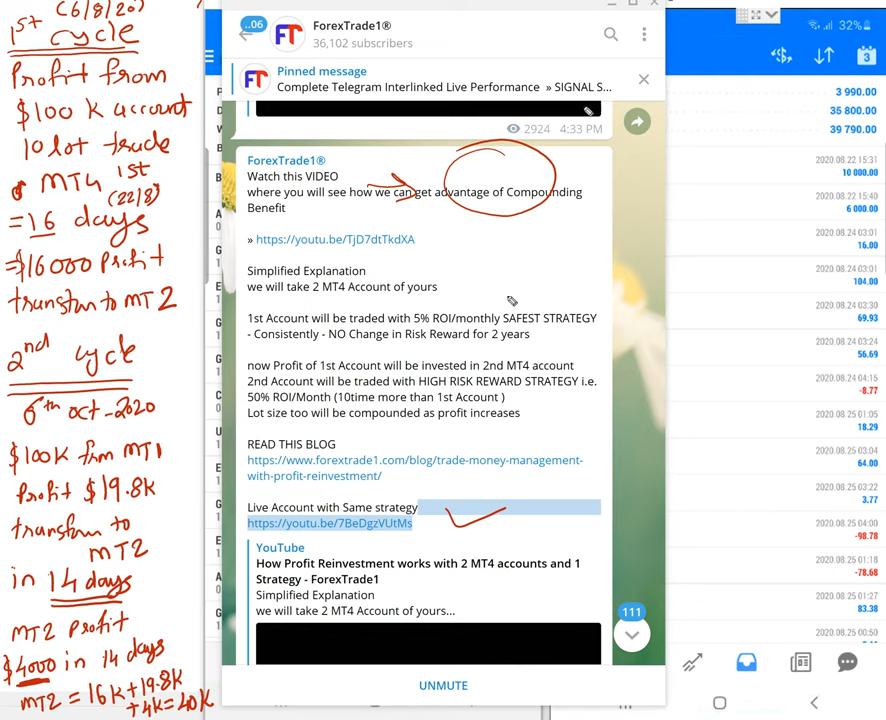 (6/8/20)
1st cycle
Profit from
$100 K account
10 lot trade
MT4 1st
(22/8)
=16 days
=$16000 Profit
transfer to MT2
2nd cycle
6th oct-2020
$100K from MT1
Profit $19.8K
transfer to
MT2
in 14 days
MT2 Profit
$4000 in 14 days
MT2 = 16K+19.8K
+4K=40K
..06
ForexTrade1®
36,102 subscribers
FT
Pinned message
Complete Telegram Interlinked Live Performance » SIGNAL S...
2924 4:33 PM
ForexTrade1®
Watch this VIDEO
where you will see how we can get advantage of Compounding
Benefit
» https://youtu.be/TjD7dtTkdXA
Simplified Explanation
we will take 2 MT4 Account of yours
1st Account will be traded with 5% ROI/monthly SAFEST STRATEGY
- Consistently - NO Change in Risk Reward for 2 years
now Profit of 1st Account will be invested in 2nd MT4 account
2nd Account will be traded with HIGH RISK REWARD STRATEGY i.e.
50% ROI/Month (10time more than 1st Account )
Lot size too will be compounded as profit increases
READ THIS BLOG
https://www.forextrade1.com/blog/trade-money-management-
with-profit-reinvestment/
Live Account with Same strategy
https://youtu.be/7BeDgzVUtMs
YouTube
How Profit Reinvestment works with 2 MT4 accounts and 1
Strategy - ForexTrade1
Simplified Explanation
we will take 2 MT4 Account of yours...
111
UNMUTE
32%
3
3 990.00
35 800.00
39 790.00
2020.08.22 15:31
10 000.00
2020.08.22 15:40
6 000.00
2020.08.24 03:01
16.00
2020.08.24 03:01
104.00
2020.08.24 03:30
69.93
2020.08.24 03:24
56.69
2020.08.24 04:15
-8.77
2020.08.25 01:05
18.29
2020.08.25 03:04
64.00
2020.08.25 03:22
3.77
2020.08.25 04:00
-98.78
2020.08.25 01:18
-78.68
2020.08.25 01:27
83.38
2020.08.25 00:50